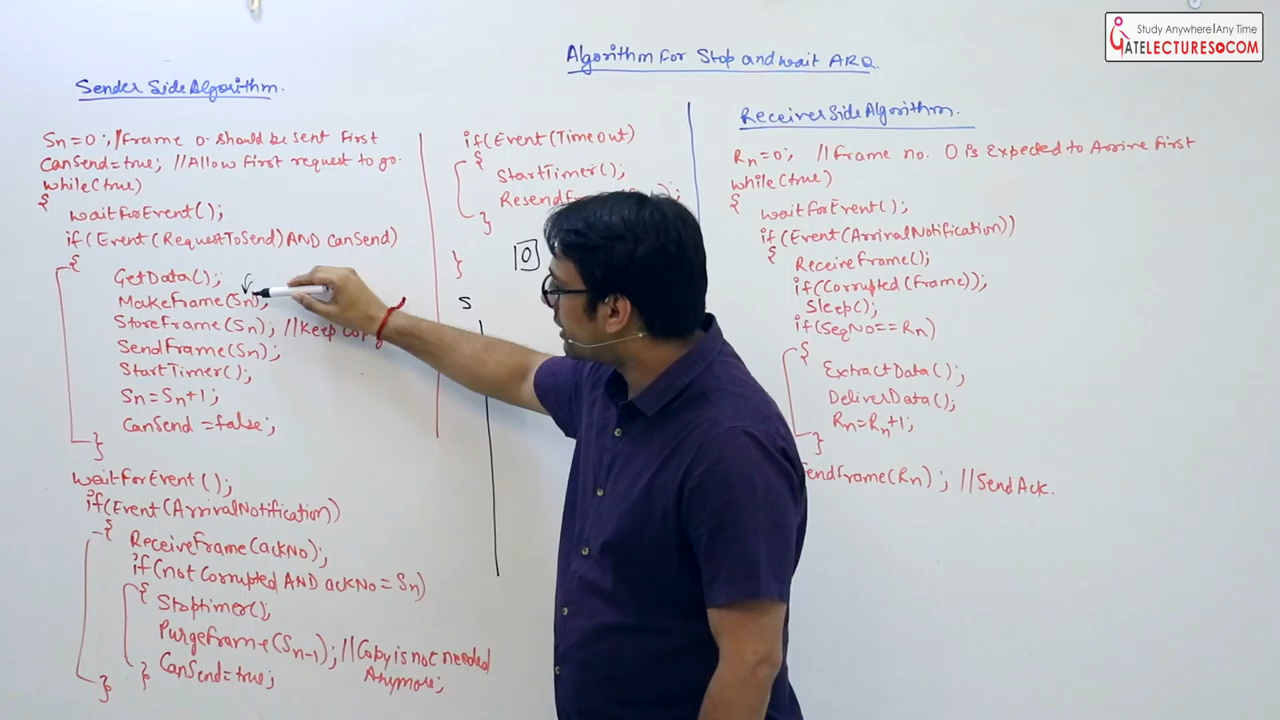 Study Anywhere | Any Time
GATELECTURES.COM
Algorithm For Stop and wait ARQ.
Sender Side Algorithm.
Sn=0; //Frame 0 should be sent first
CanSend=true; //Allow first request to go.
while(true)
{
waitForEvent();
if(Event(RequestToSend)AND CanSend)
{
GetData();
MakeFrame(Sn);
StoreFrame(Sn); //Keep Copy
SendFrame(Sn);
StartTimer();
Sn=Sn+1;
CanSend=false;
}
waitForEvent();
if(Event(ArrivalNotification)
{
ReceiveFrame(ackNo);
if(not Corrupted AND ackNo=Sn)
{
Stoptimer();
PurgeFrame(Sn-1); //Copy is not needed
Anymore;
CanSend=true;
}
}
if(Event(TimeOut)
{
StartTimer();
}
}
0
S
Receiver Side Algorithm.
Rn=0; //Frame no. 0 is Expected to Arrive First
while(true)
{
waitForEvent();
if(Event(ArrivalNotification))
{
ReceiveFrame();
if(Corrupted(Frame));
Sleep();
if(SeqNo==Rn)
{
ExtractData();
DeliverData();
Rn=Rn+1;
}
SendFrame(Rn); //SendAck.